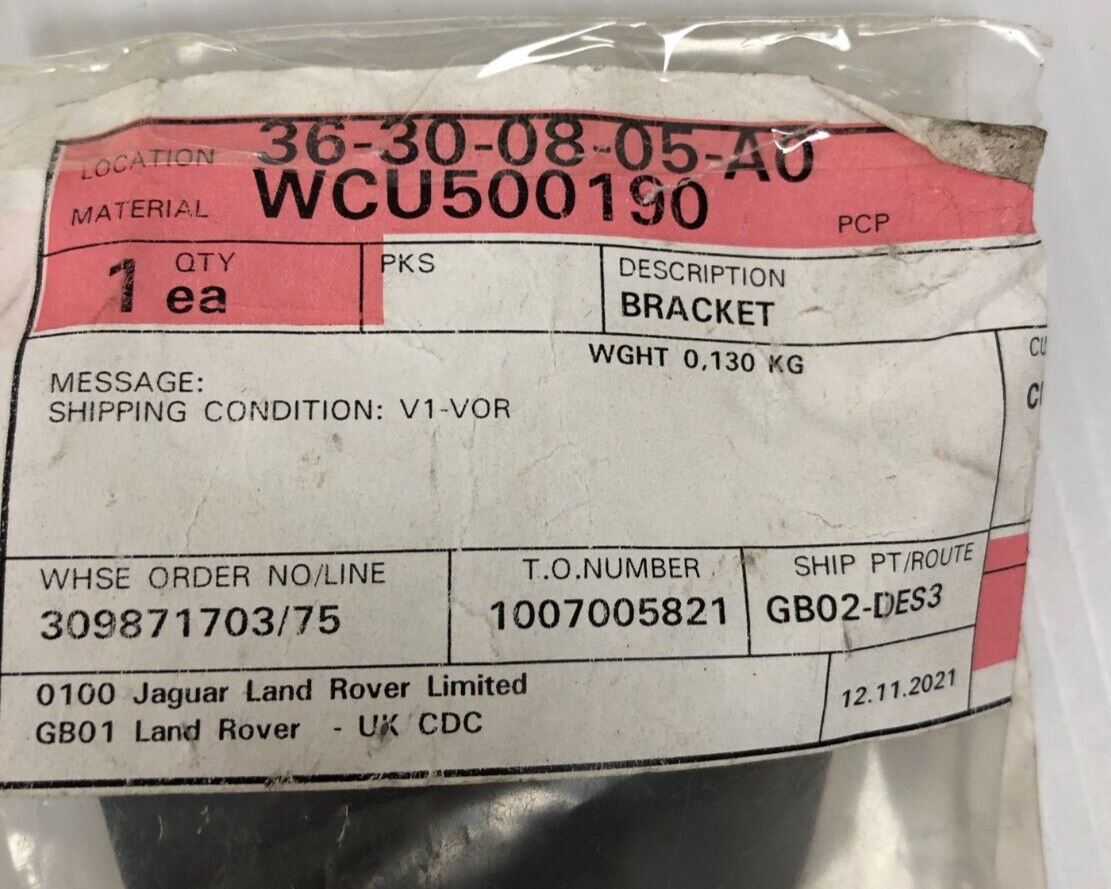 LOCATION 36-30-08-05-A0
MATERIAL WCU500190 PCP
1 QTY ea
PKS
DESCRIPTION
BRACKET
WGHT 0,130 KG
MESSAGE:
SHIPPING CONDITION: V1-VOR
WHSE ORDER NO/LINE
309871703/75
T.O.NUMBER
1007005821
SHIP PT/ROUTE
GB02-DES3
0100 Jaguar Land Rover Limited
GB01 Land Rover - UK CDC
12.11.2021